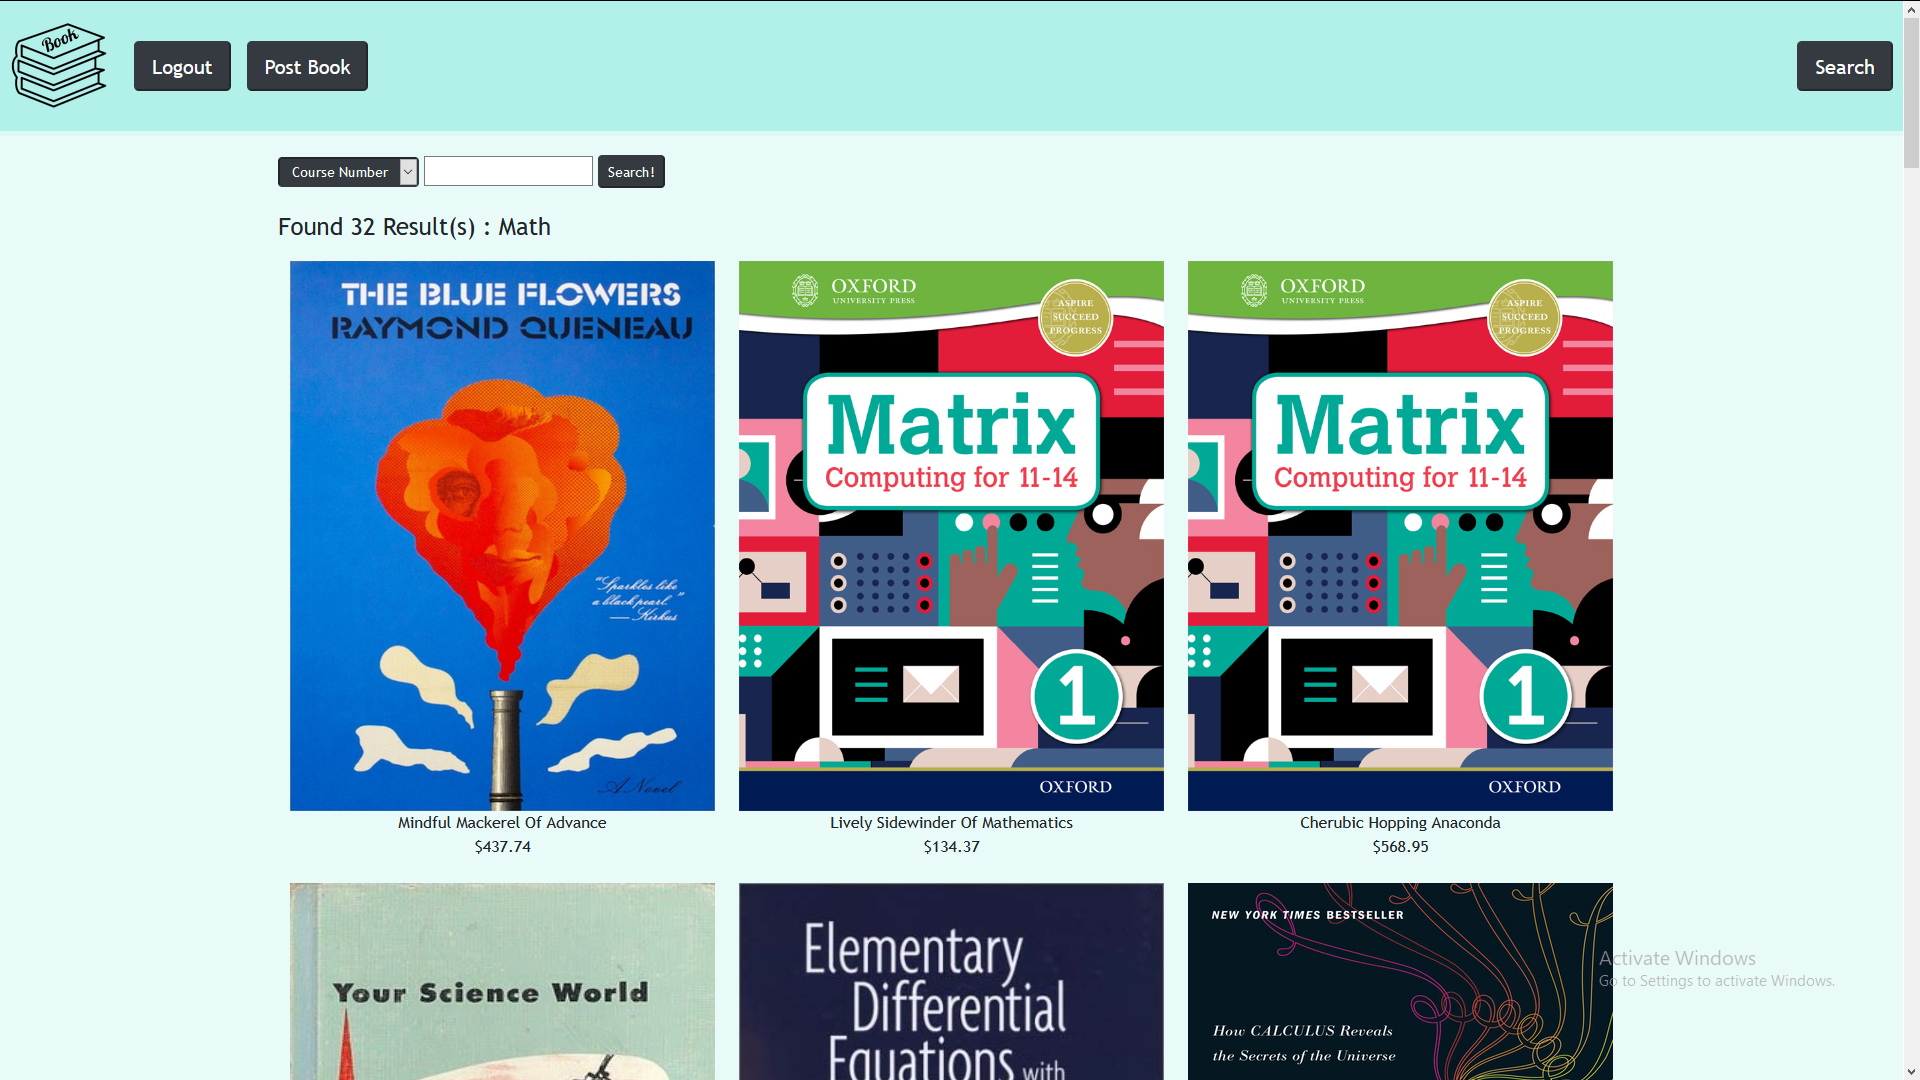 Book
Logout
Post Book
Search
Course Number
Search!
Found 32 Result(s) : Math
THE BLUE FLOWERS
RAYMOND QUENEAU
"Sparkles like
a black pearl."
— Kirkus
A Novel
Mindful Mackerel Of Advance
$437.74
OXFORD
UNIVERSITY PRESS
ASPIRE
SUCCEED
PROGRESS
Matrix
Computing for 11-14
1
OXFORD
Lively Sidewinder Of Mathematics
$134.37
OXFORD
UNIVERSITY PRESS
ASPIRE
SUCCEED
PROGRESS
Matrix
Computing for 11-14
1
OXFORD
Cherubic Hopping Anaconda
$568.95
Your Science World
Elementary
Differential
Equations with
NEW YORK TIMES BESTSELLER
How CALCULUS Reveals
the Secrets of the Universe
Activate Windows
Go to Settings to activate Windows.